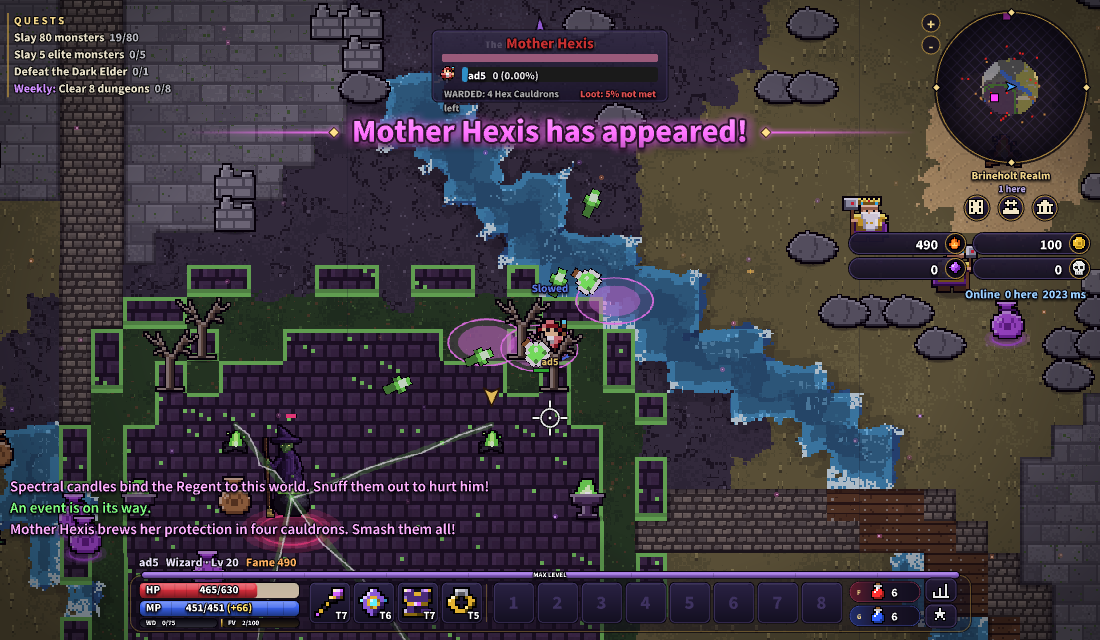 QUESTS
Slay 80 monsters 19/80
Slay 5 elite monsters 0/5
Defeat the Dark Elder 0/1
Weekly: Clear 8 dungeons 0/8
The Mother Hexis
ad5 0 (0.00%)
WARDED: 4 Hex Cauldrons left
Loot: 5% not met
Mother Hexis has appeared!
+
-
Brineholt Realm
1 here
490
100
0
0
Online 0 here 2023 ms
Slowed
ad5
Spectral candles bind the Regent to this world. Snuff them out to hurt him!
An event is on its way.
Mother Hexis brews her protection in four cauldrons. Smash them all!
ad5 Wizard · Lv 20 Fame 490
MAX LEVEL
HP 465/630
MP 451/451 (+66)
WD 0/75 FV 2/100
T7 T6 T7 T5
1 2 3 4 5 6 7 8
F 6
G 6